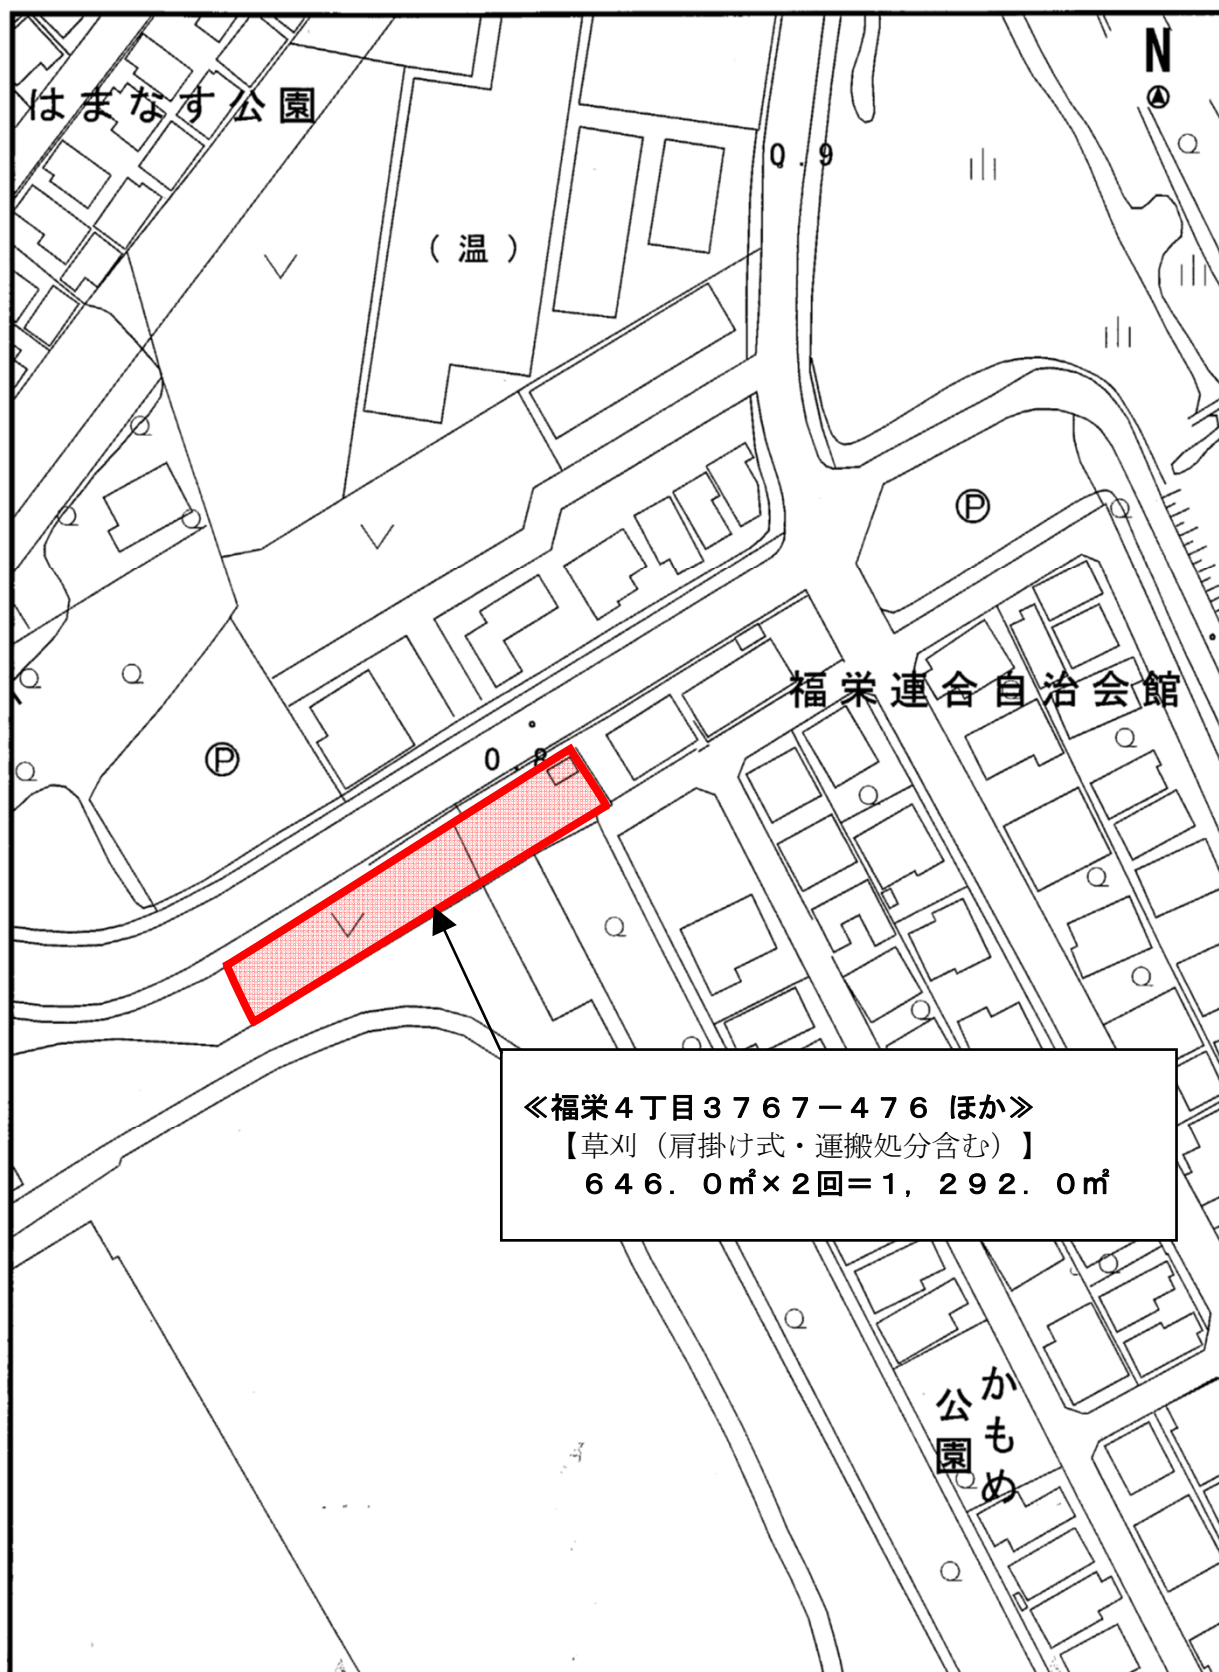 N
はまなす公園
0.9
（温）
P
福栄連合自治会館
P
0.8
≪福栄４丁目３７６７－４７６ ほか≫
【草刈（肩掛け式・運搬処分含む）】
６４６．０㎡×２回＝１，２９２．０㎡
かもめ
公園